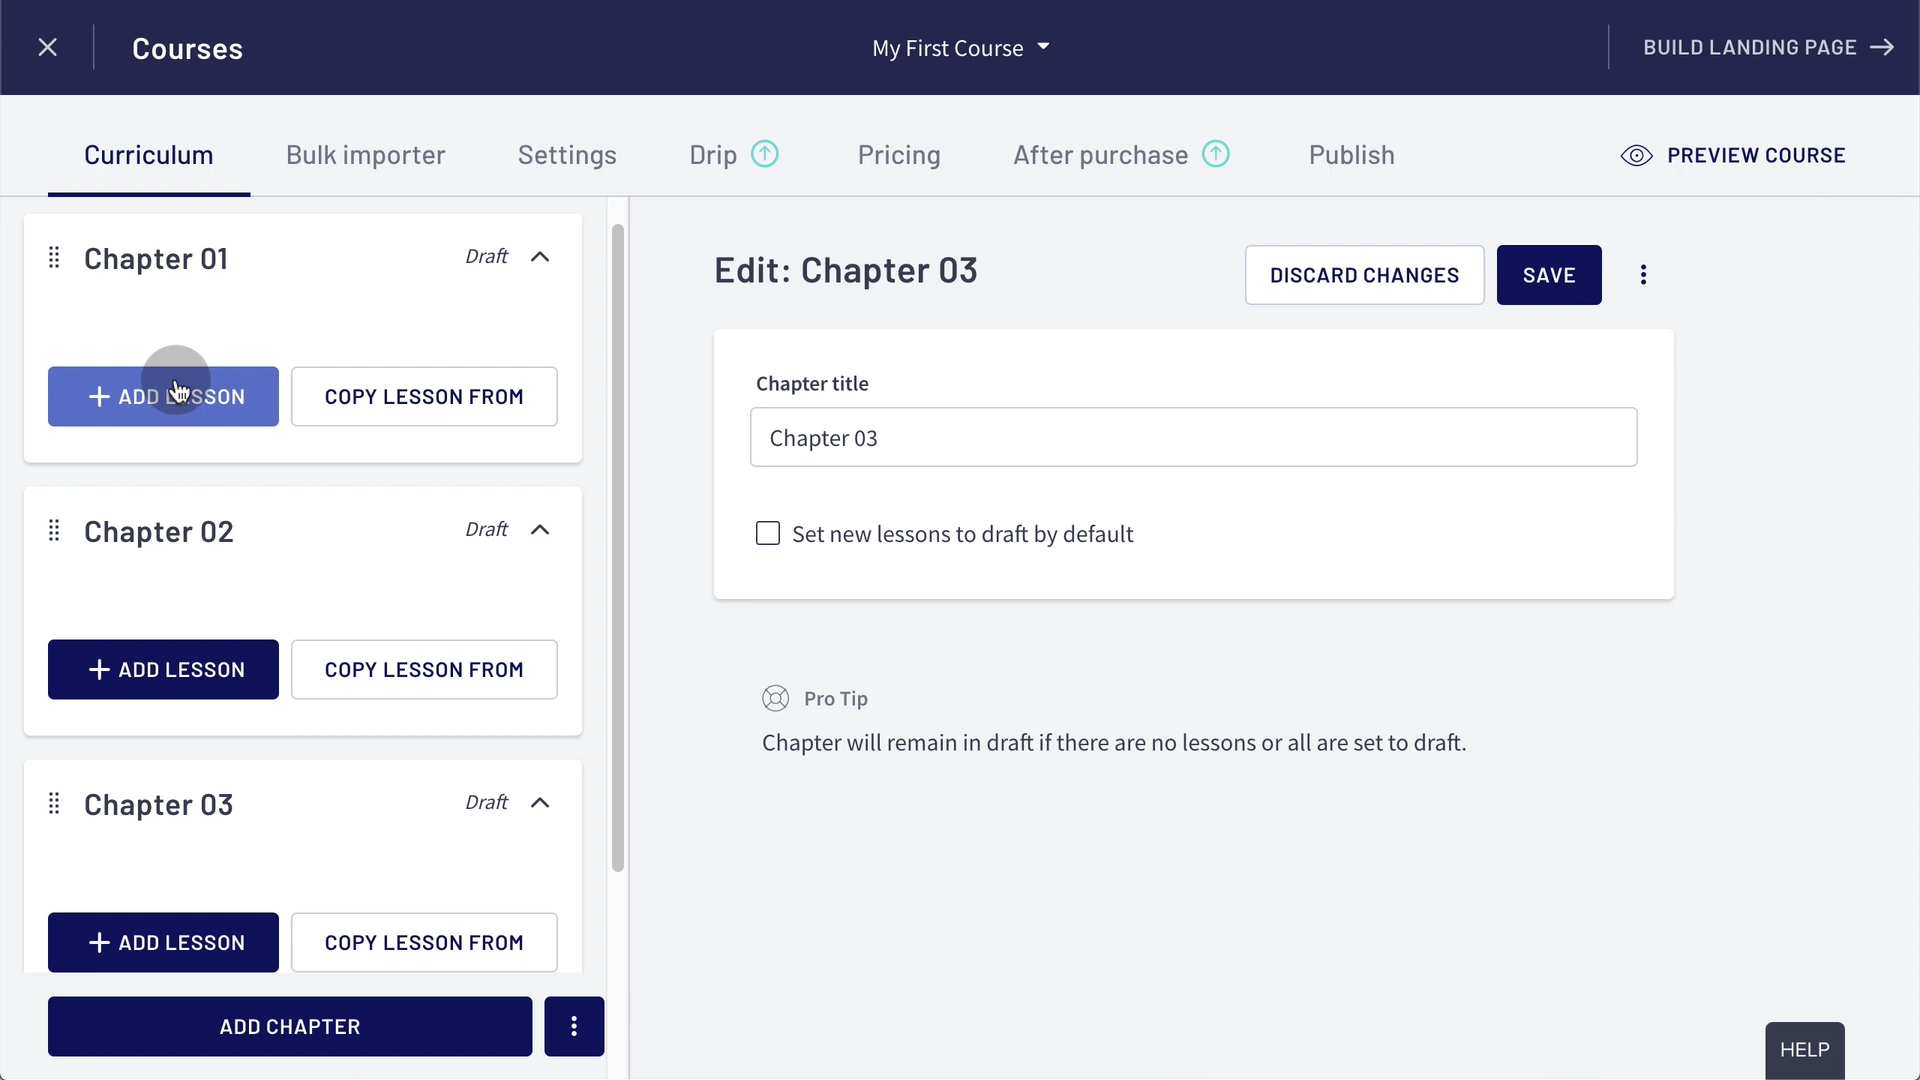 Courses
My First Course
BUILD LANDING PAGE
Curriculum
Bulk importer
Settings
Drip
Pricing
After purchase
Publish
PREVIEW COURSE
Chapter 01
Draft
ADD LESSON
COPY LESSON FROM
Chapter 02
Draft
ADD LESSON
COPY LESSON FROM
Chapter 03
Draft
ADD LESSON
COPY LESSON FROM
ADD CHAPTER
Edit: Chapter 03
DISCARD CHANGES
SAVE
Chapter title
Chapter 03
Set new lessons to draft by default
Pro Tip
Chapter will remain in draft if there are no lessons or all are set to draft.
HELP